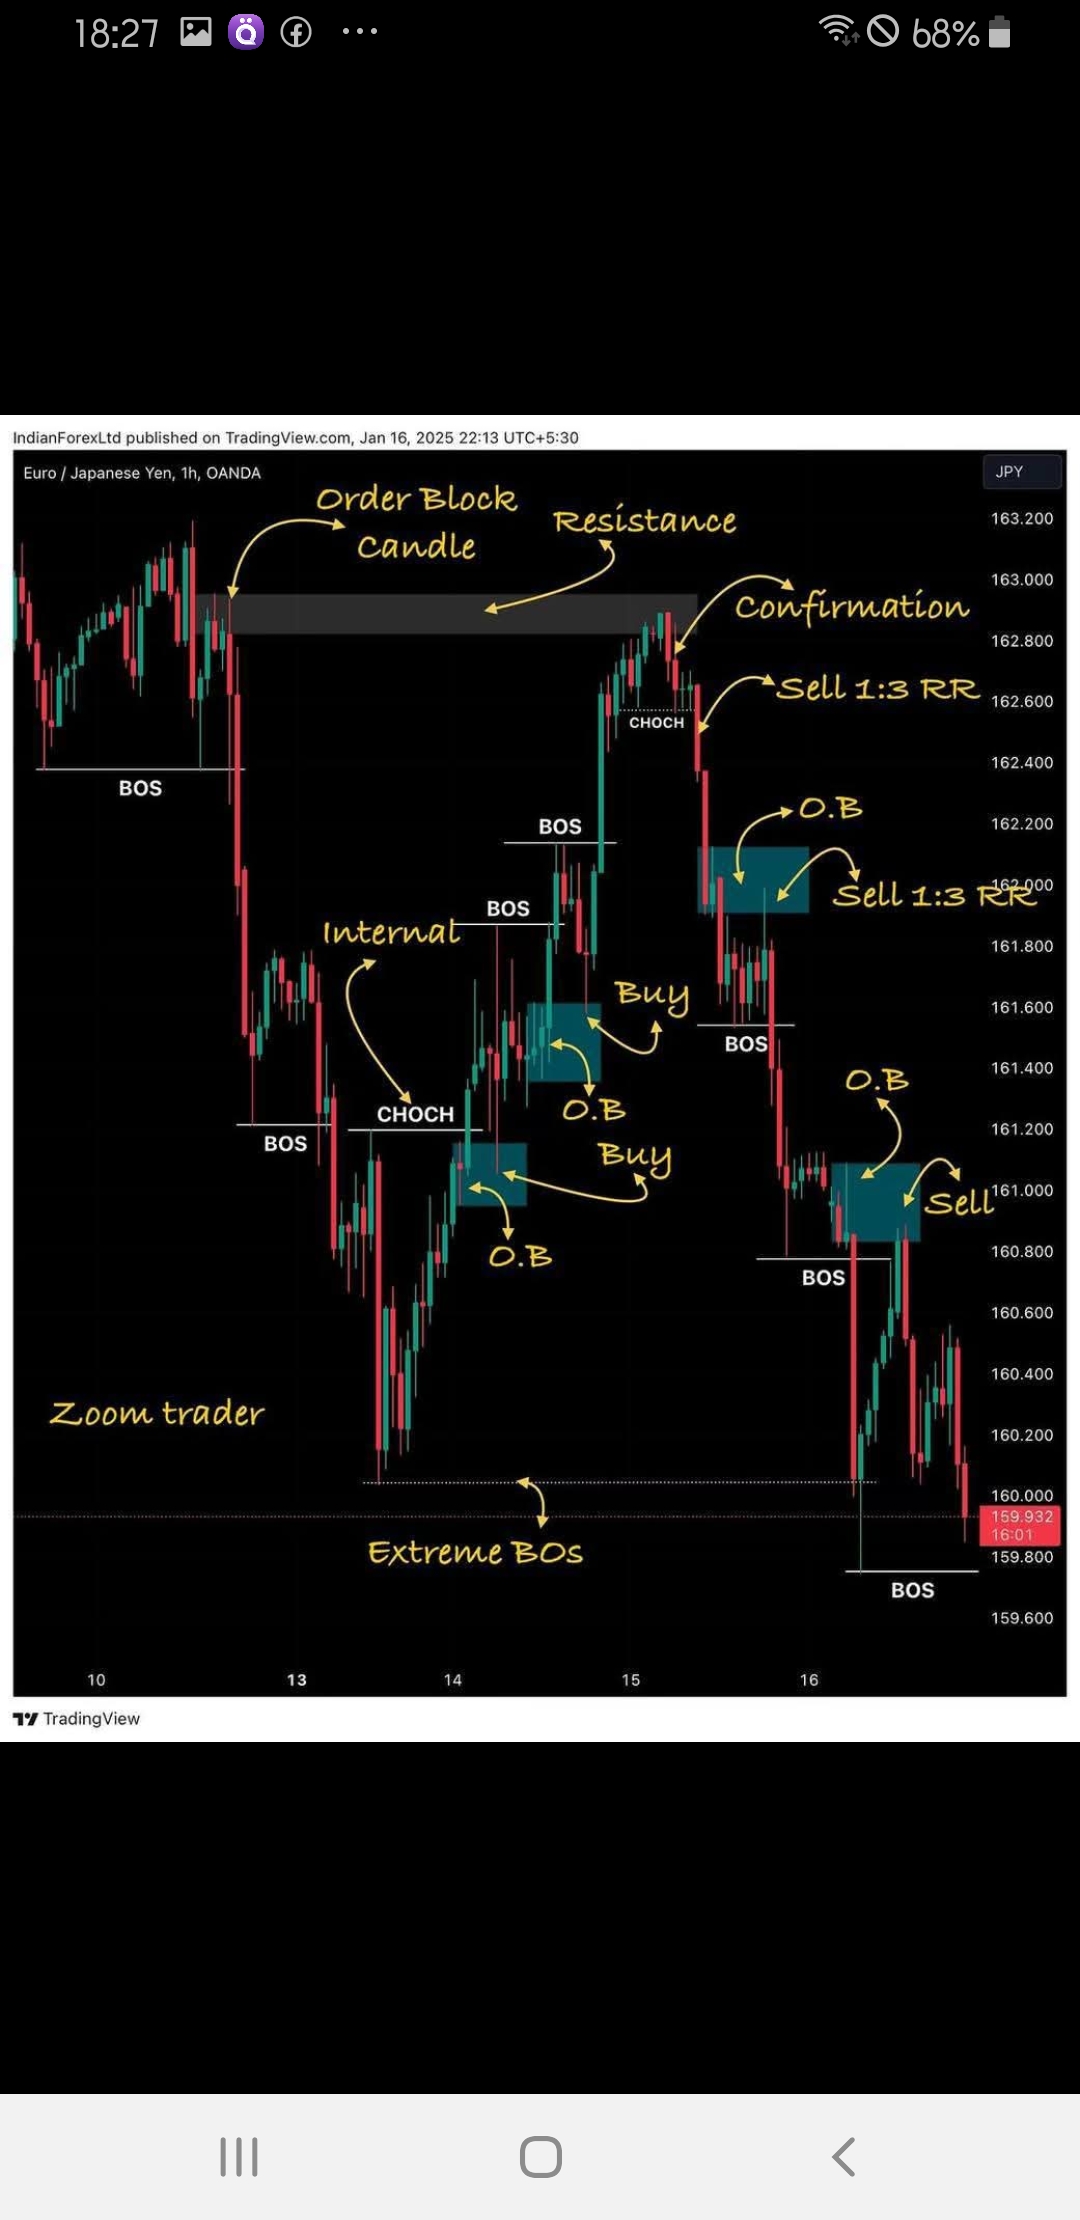 18:27
68%
IndianForexLtd published on TradingView.com, Jan 16, 2025 22:13 UTC+5:30
Euro / Japanese Yen, 1h, OANDA
JPY
Order Block
Candle
Resistance
163.200
163.000
Confirmation
162.800
Sell 1:3 RR
162.600
CHOCH
162.400
BOS
O.B
162.200
BOS
162.000
Sell 1:3 RR
BOS
Internal
161.800
Buy
161.600
BOS
161.400
O.B
O.B
CHOCH
161.200
BOS
Buy
161.000
Sell
O.B
160.800
BOS
160.600
160.400
Zoom trader
160.200
160.000
159.932
16:01
Extreme BOs
159.800
BOS
159.600
10
13
14
15
16
TradingView